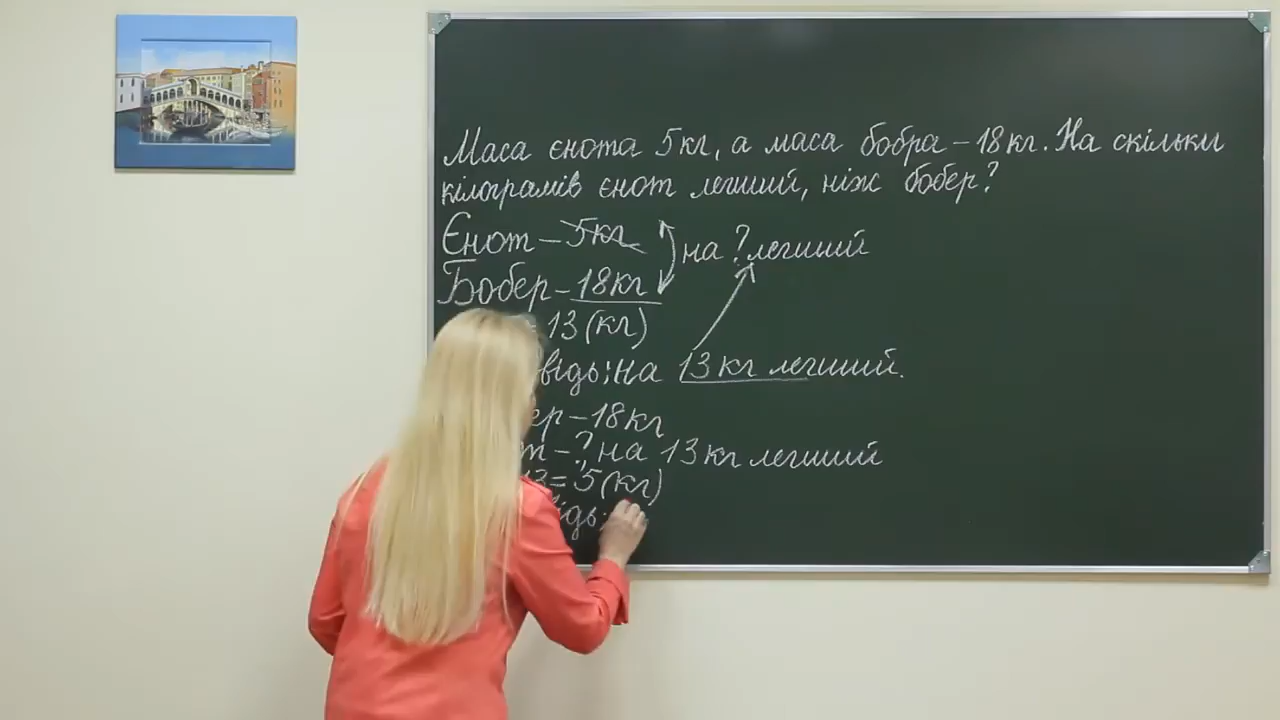 Маса єнота 5кг, а маса бобра – 18кг. На скільки
кілограмів єнот легший, ніж бобер?
Єнот – 5кг
на ? легший
Бобер – 18кг
= 13 (кг)
відь: на 13 кг легший.
ер – 18кг
т – ? на 13 кг легший
13 = 5 (кг)
ідь: